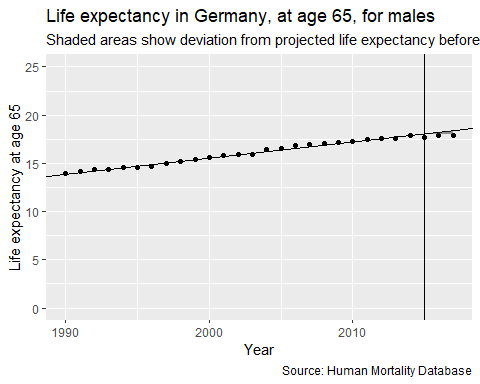 Life expectancy in Germany, at age 65, for males
Shaded areas show deviation from projected life expectancy before
25
20
15
10
5
0
Life expectancy at age 65
1990 2000 2010
Year
Source: Human Mortality Database